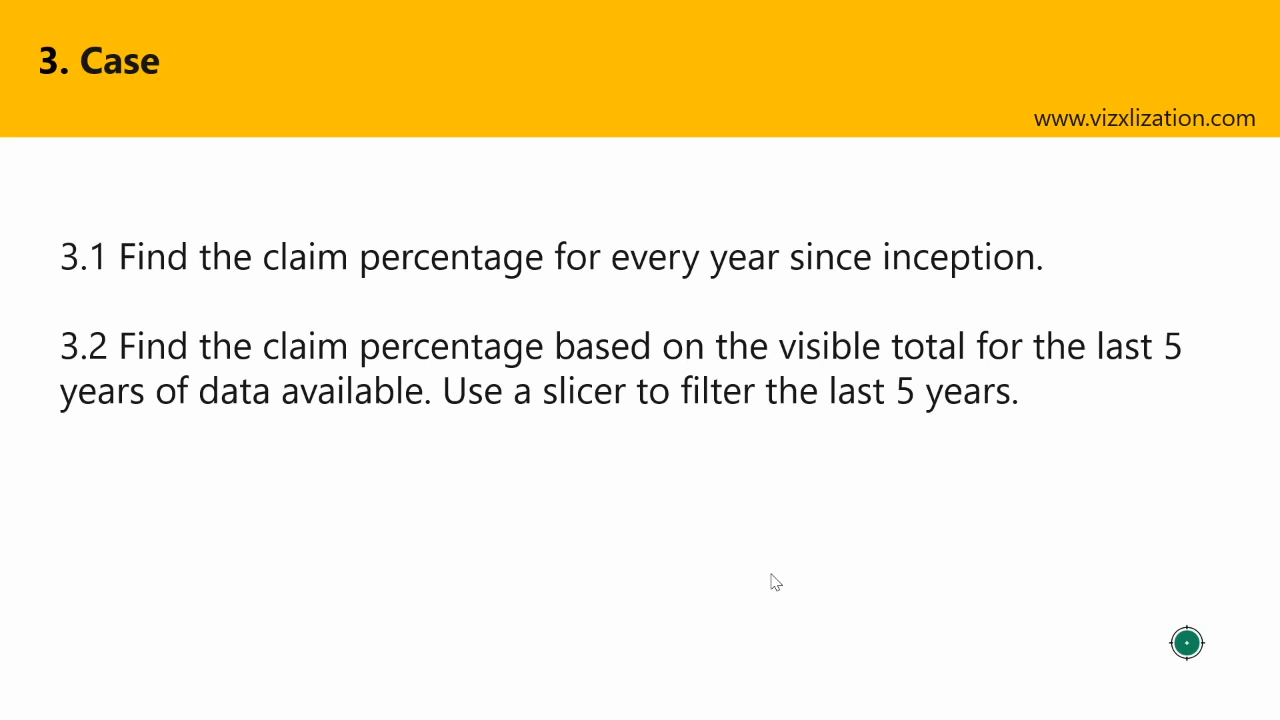 3. Case
www.vizxlization.com
3.1 Find the claim percentage for every year since inception.
3.2 Find the claim percentage based on the visible total for the last 5
years of data available. Use a slicer to filter the last 5 years.